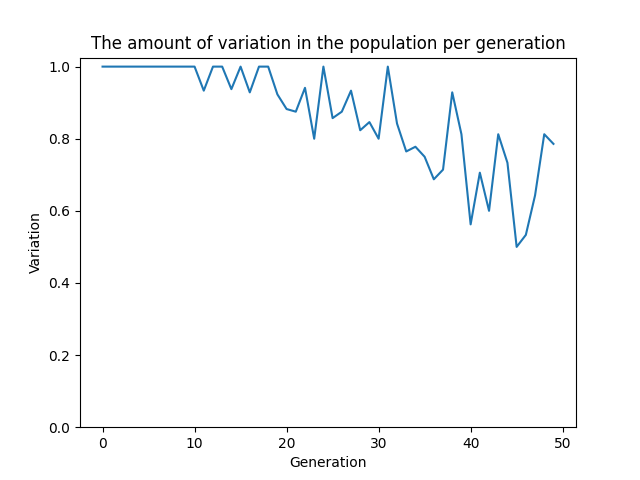 The amount of variation in the population per generation
1.0
0.8
0.6
0.4
0.2
0.0
Variation
0 10 20 30 40 50
Generation